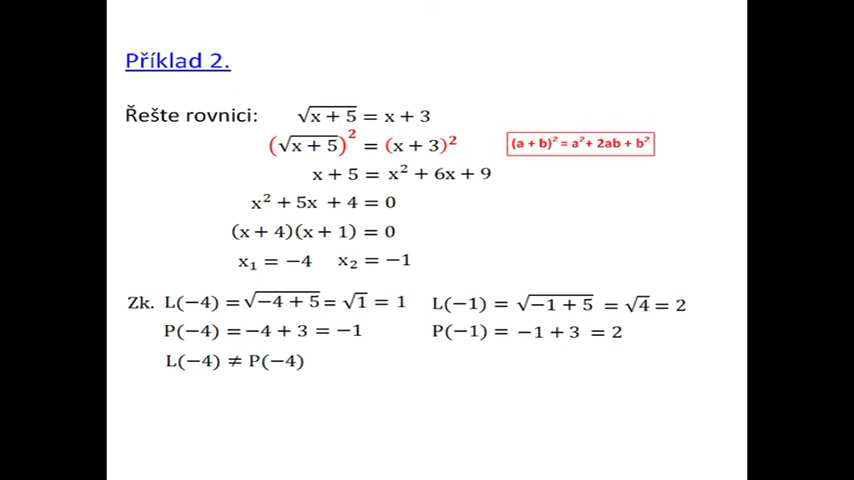 Příklad 2.
Řešte rovnici: √x + 5 = x + 3
(√x + 5)² = (x + 3)² (a + b)² = a² + 2ab + b²
x + 5 = x² + 6x + 9
x² + 5x + 4 = 0
(x + 4)(x + 1) = 0
x₁ = −4 x₂ = −1
Zk. L(−4) = √−4 + 5 = √1 = 1 L(−1) = √−1 + 5 = √4 = 2
P(−4) = −4 + 3 = −1 P(−1) = −1 + 3 = 2
L(−4) ≠ P(−4)